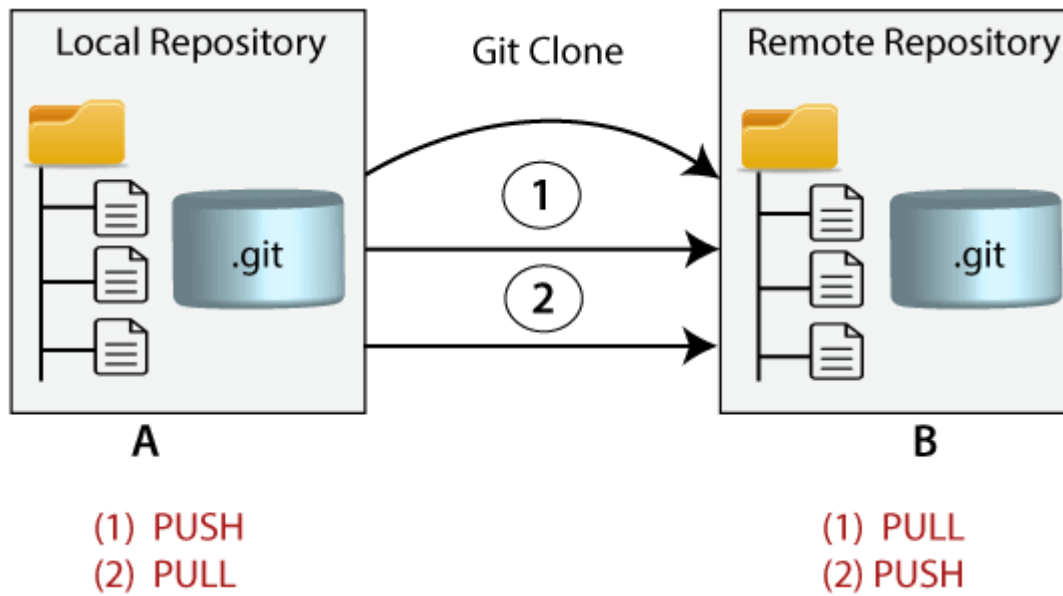 Local Repository
Git Clone
Remote Repository
1
.git
.git
2
A
B
(1) PUSH
(2) PULL
(1) PULL
(2) PUSH